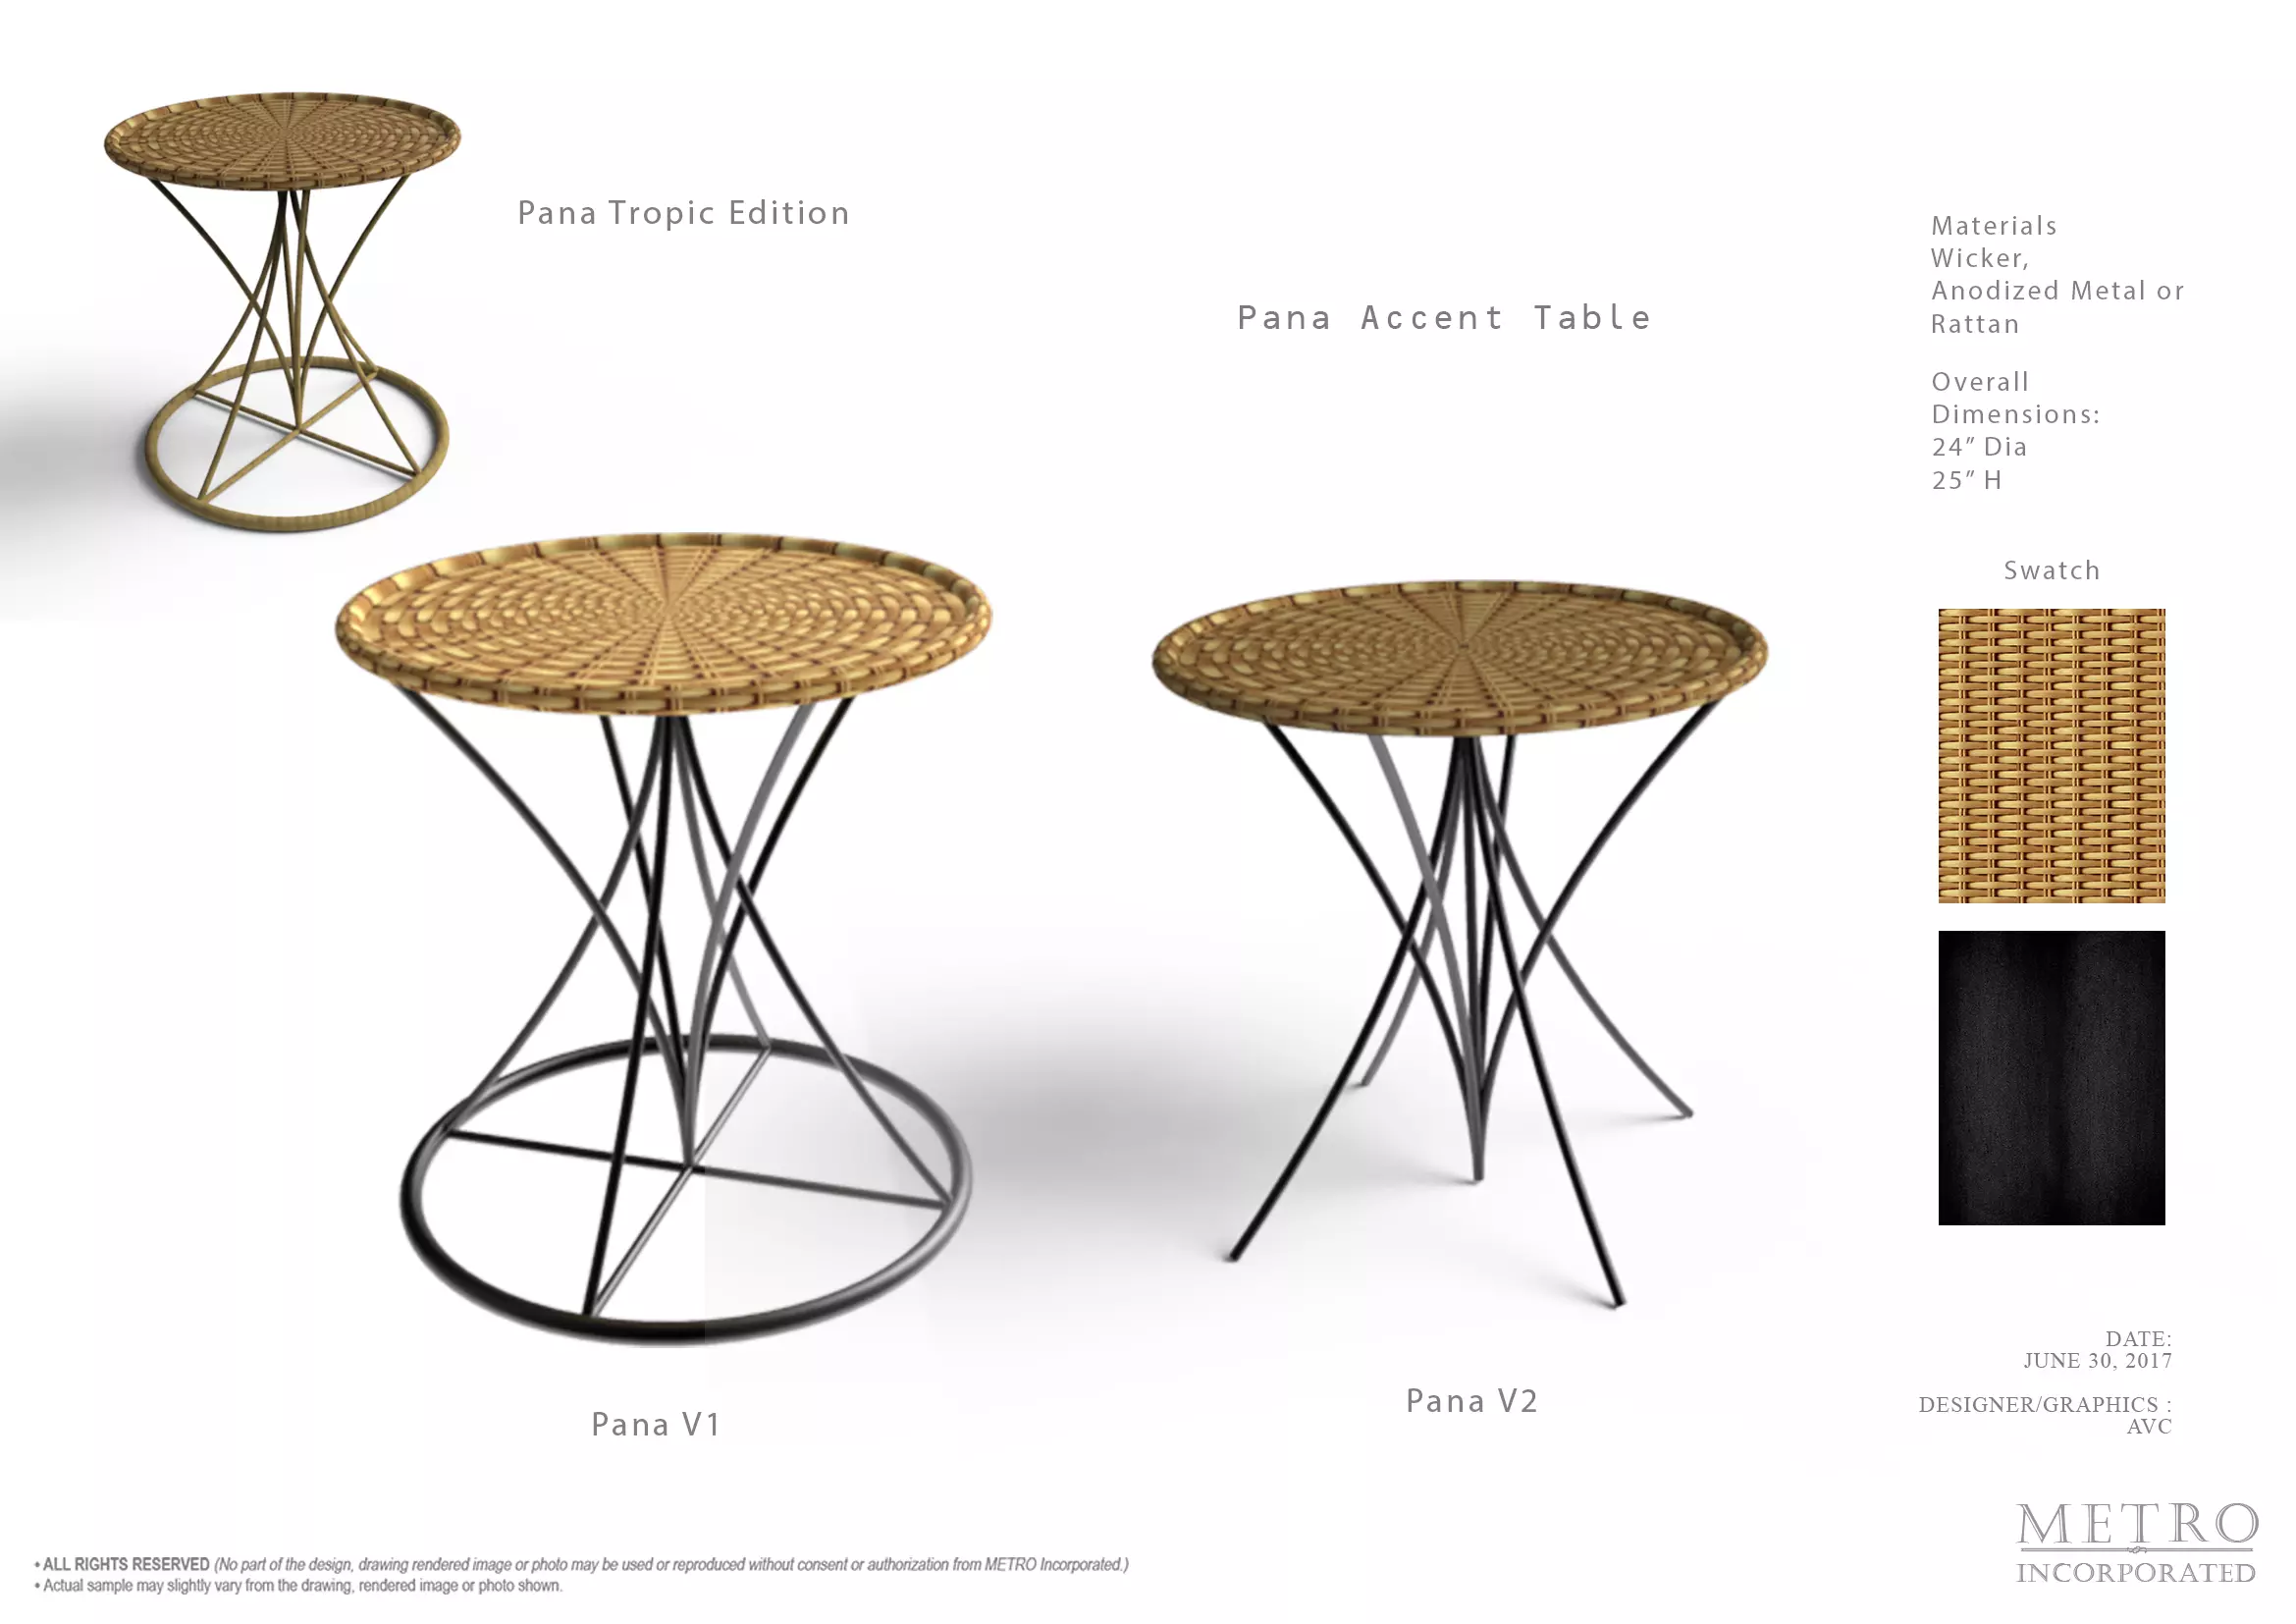 Pana Tropic Edition
Pana Accent Table
Materials
Wicker,
Anodized Metal or
Rattan
Overall
Dimensions:
24" Dia
25" H
Swatch
Pana V1
Pana V2
DATE:
JUNE 30, 2017
DESIGNER/GRAPHICS :
AVC
METRO
INCORPORATED
• ALL RIGHTS RESERVED (No part of the design, drawing rendered image or photo may be used or reproduced without consent or authorization from METRO Incorporated.)
• Actual sample may slightly vary from the drawing, rendered image or photo shown.